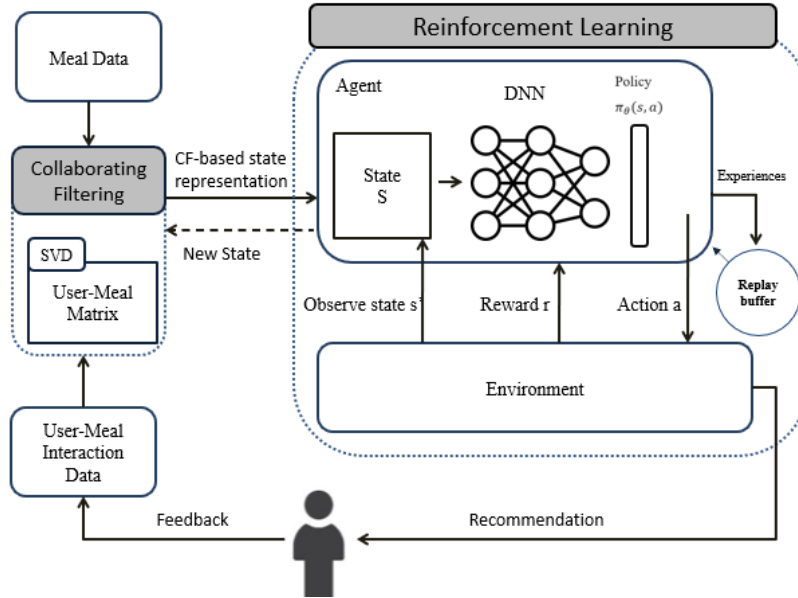 Meal Data
Reinforcement Learning
Agent
DNN
Policy
πθ(s, a)
Collaborating
Filtering
CF-based state
representation
State
S
Experiences
New State
SVD
User-Meal
Matrix
Replay
buffer
Observe state s'
Reward r
Action a
Environment
User-Meal
Interaction
Data
Feedback
Recommendation